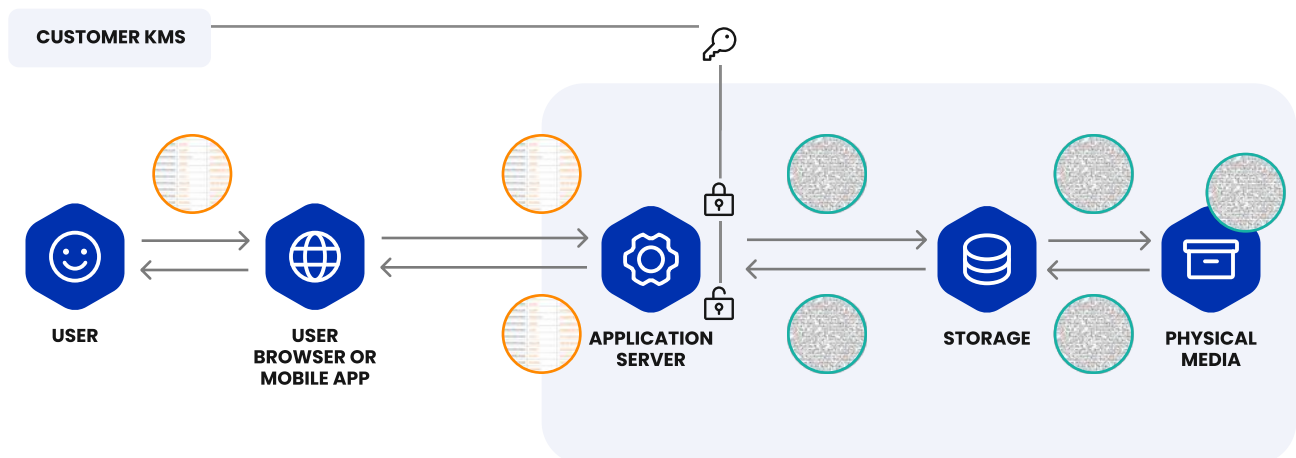 CUSTOMER KMS
USER
USER
BROWSER OR
MOBILE APP
APPLICATION
SERVER
STORAGE
PHYSICAL
MEDIA